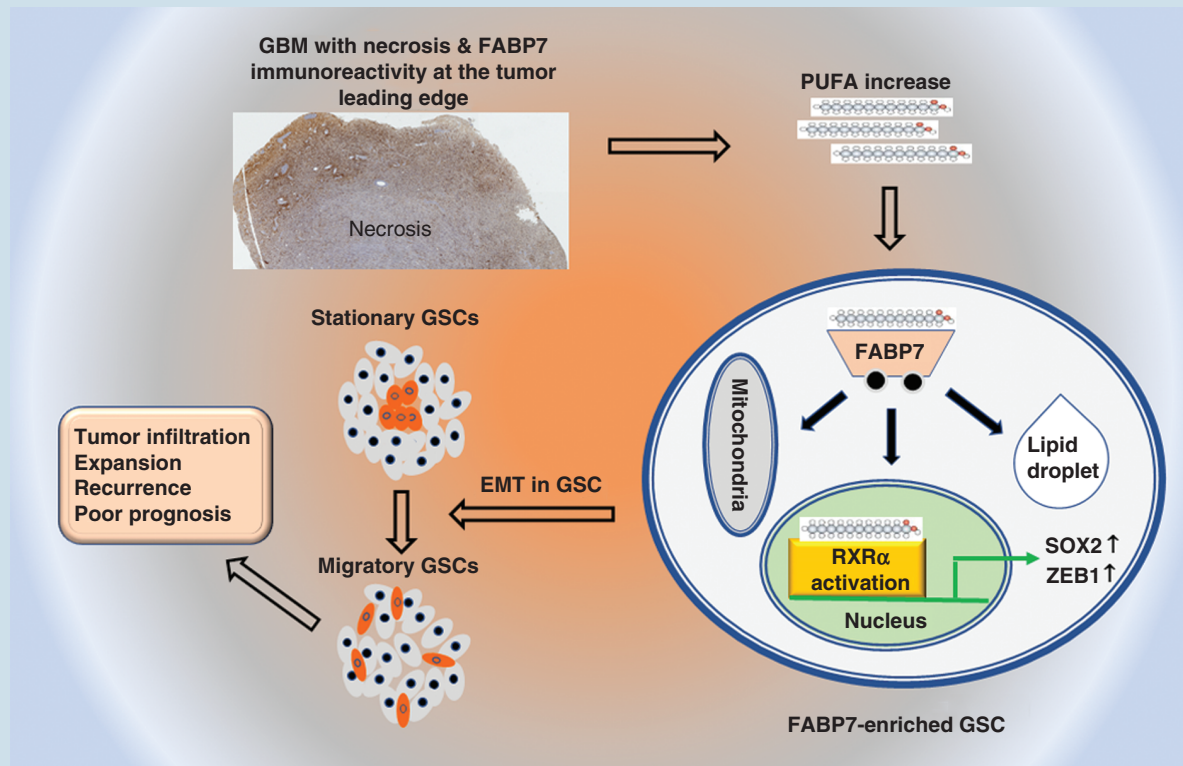 GBM with necrosis & FABP7
immunoreactivity at the tumor
leading edge
Necrosis
PUFA increase
FABP7
Mitochondria
Lipid
droplet
RXRα
activation
Nucleus
SOX2↑
ZEB1↑
FABP7-enriched GSC
EMT in GSC
Stationary GSCs
Migratory GSCs
Tumor infiltration
Expansion
Recurrence
Poor prognosis